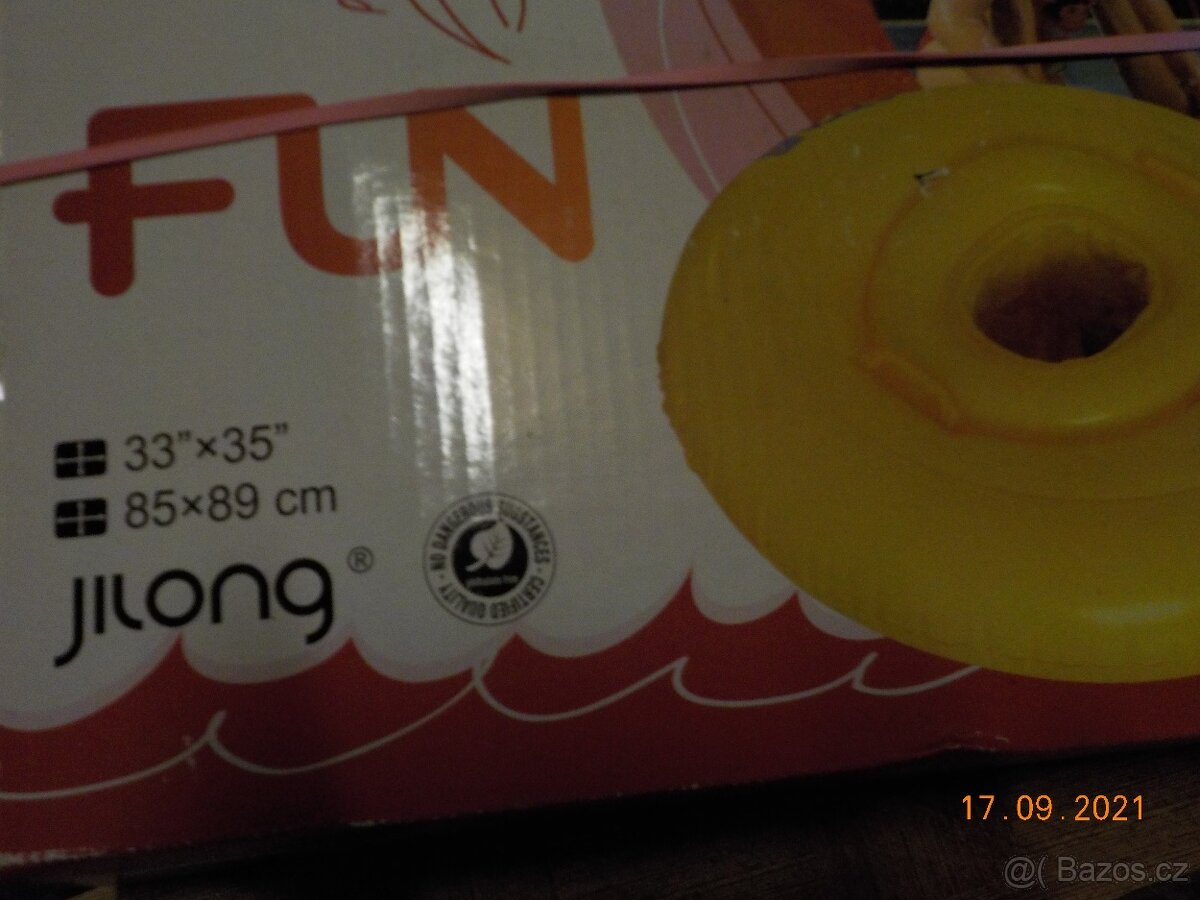 FUN
33”×35”
85×89 cm
JILONG®
NO DANGEROUS SUBSTANCES · CERTIFIED QUALITY ·
17.09.2021
@( Bazos.cz